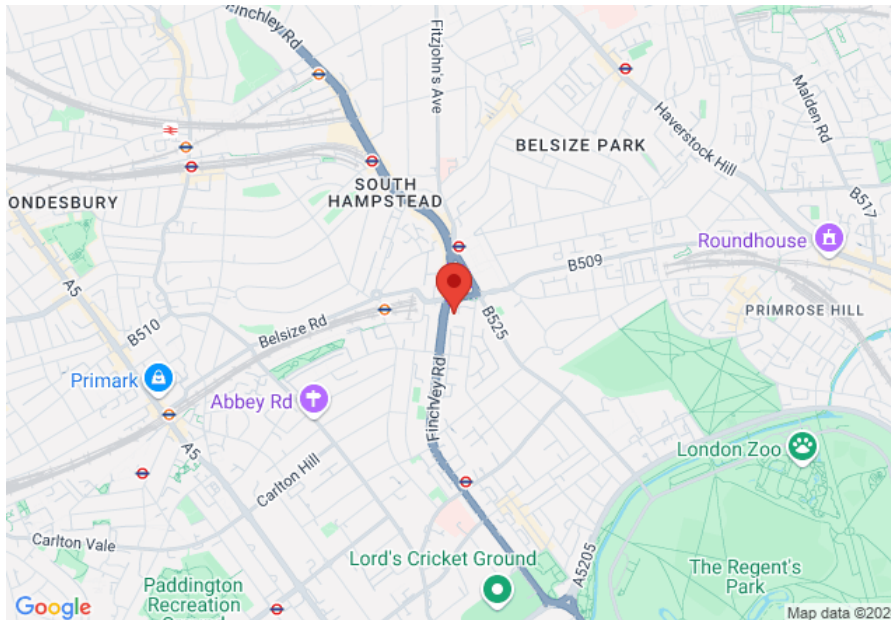 Finchley Rd
Fitzjohn's Ave
Malden Rd
Haverstock Hill
BELSIZE PARK
SOUTH
HAMPSTEAD
ONDESBURY
B517
Roundhouse
B509
A5
B525
PRIMROSE HILL
B510
Belsize Rd
Primark
Abbey Rd
Finchley Rd
London Zoo
A5
Carlton Hill
Carlton Vale
Lord's Cricket Ground
A5205
The Regent's
Park
Paddington
Recreation
Google
Map data ©202